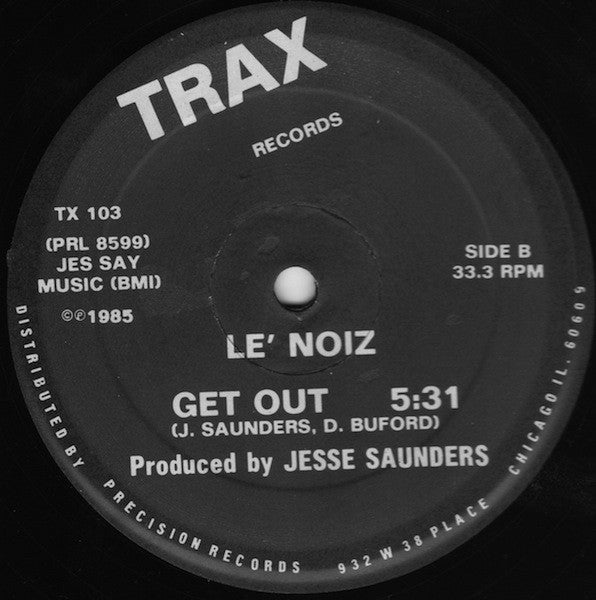 TRAX
RECORDS
TX 103
(PRL 8599)
JES SAY
MUSIC (BMI)
©℗1985
SIDE B
33.3 RPM
LE' NOIZ
GET OUT 5:31
(J. SAUNDERS, D. BUFORD)
Produced by JESSE SAUNDERS
DISTRIBUTED BY PRECISION RECORDS 932 W 38 PLACE CHICAGO IL. 60609